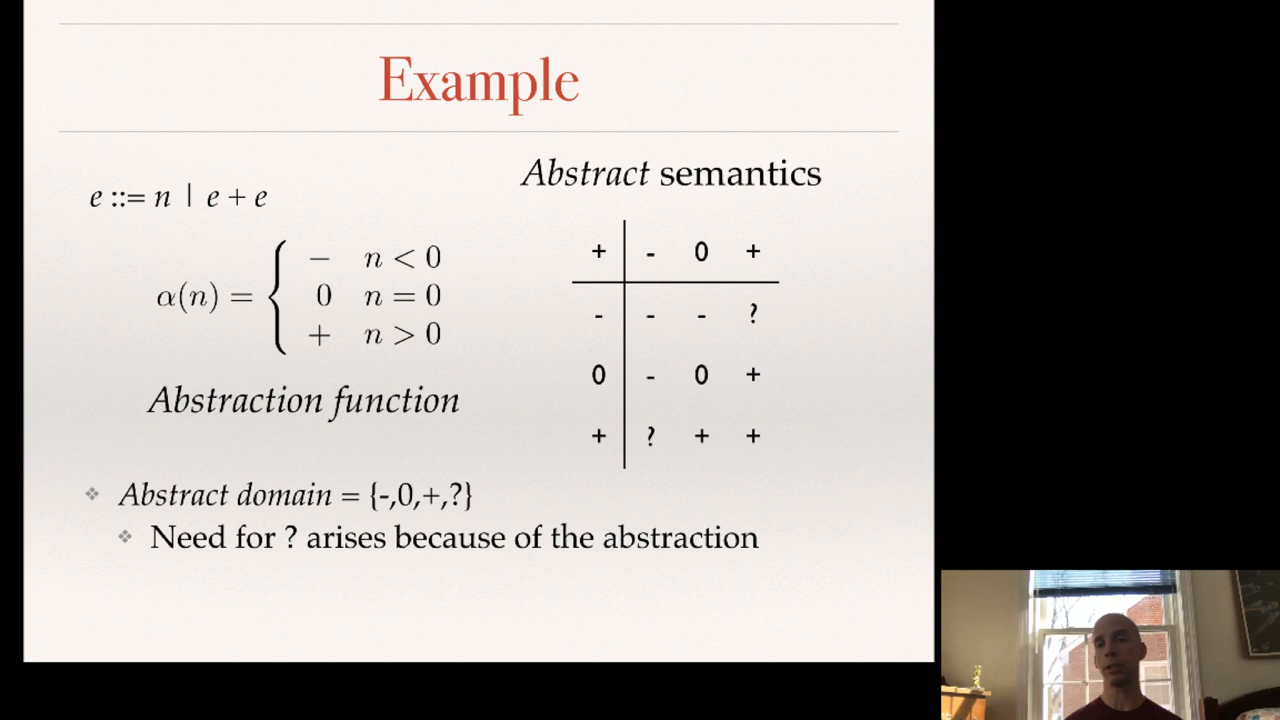 Example
e ::= n | e + e
α(n) = { − n < 0
0 n = 0
+ n > 0
Abstraction function
Abstract semantics
+ - 0 +
- - - ?
0 - 0 +
+ ? + +
Abstract domain = {-,0,+,?}
Need for ? arises because of the abstraction